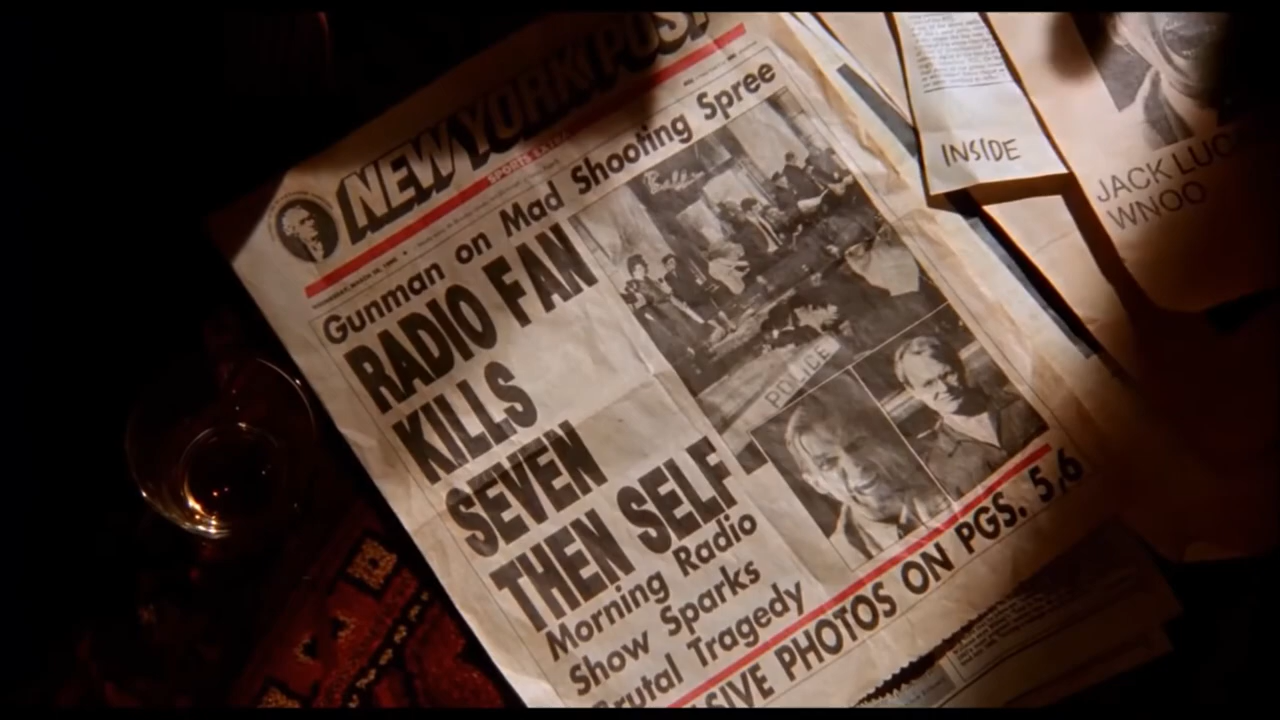 NEW YORK POST
SPORTS EXTRA
Gunman on Mad Shooting Spree
RADIO FAN
KILLS
SEVEN
THEN SELF
Morning Radio
Show Sparks
Brutal Tragedy
SIVE PHOTOS ON PGS. 5,6
POLICE
INSIDE
JACK LUC
WNOO